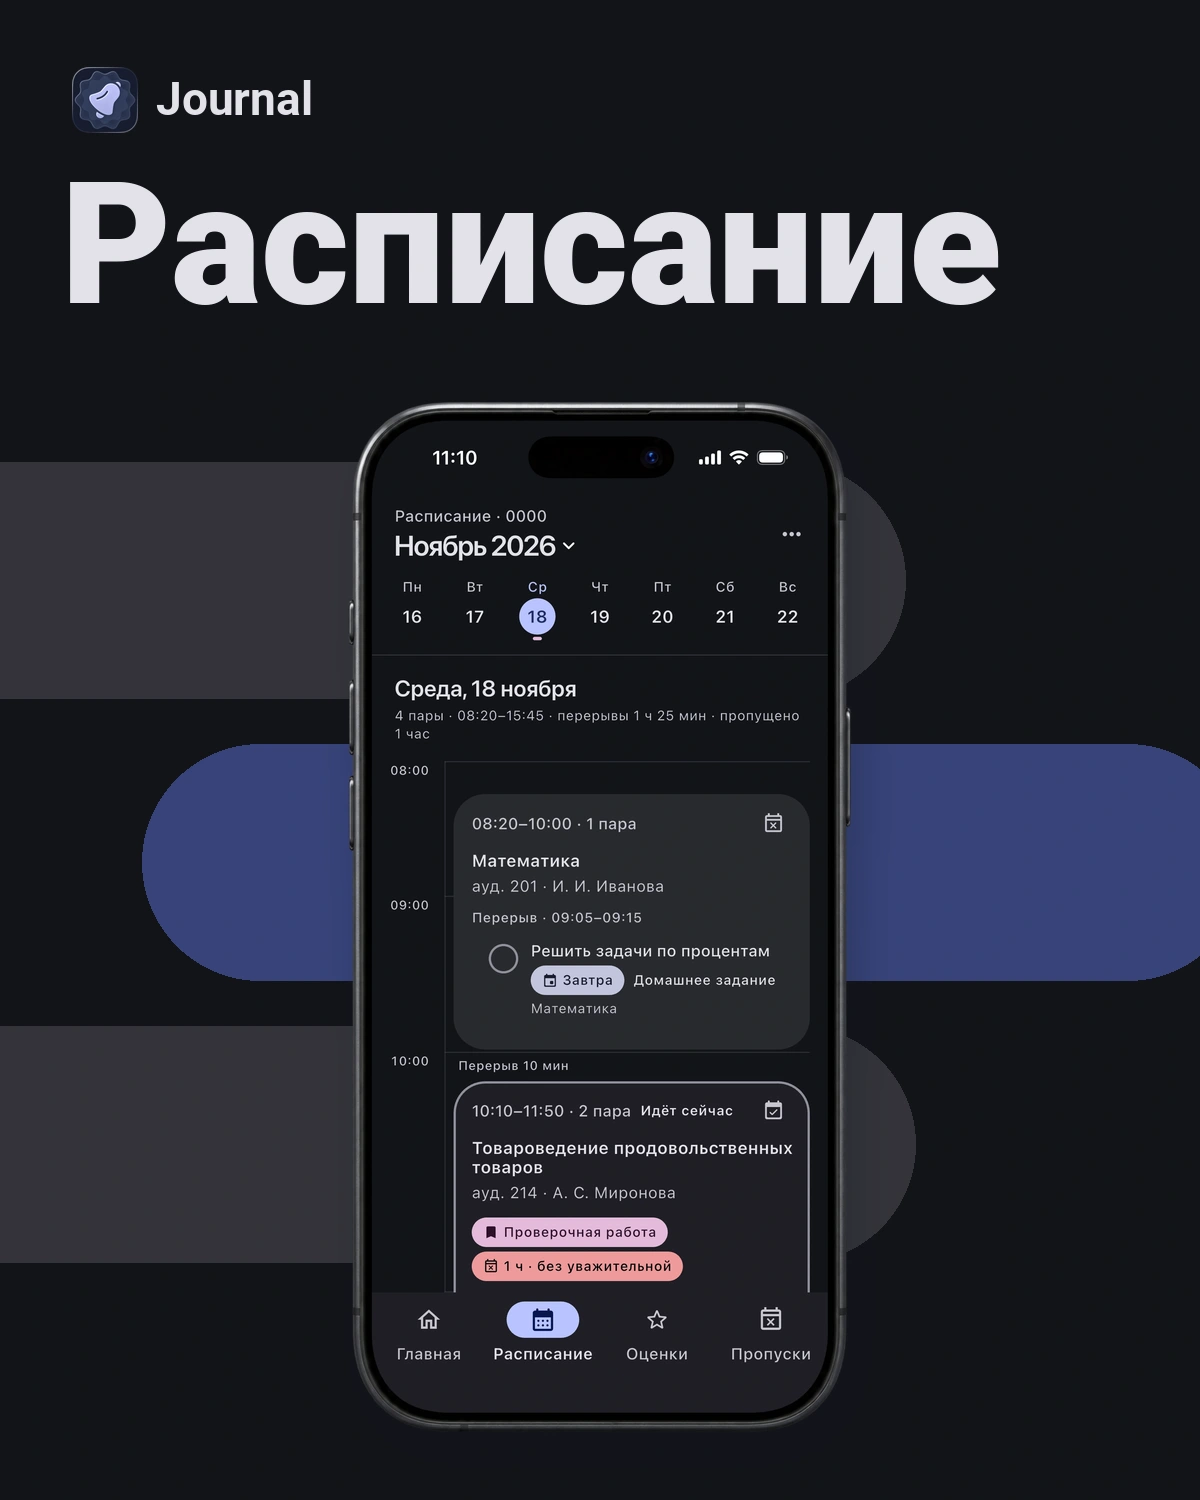 Journal
Расписание
11:10
Расписание · 0000
Ноябрь 2026
Пн Вт Ср Чт Пт Сб Вс
16 17 18 19 20 21 22
Среда, 18 ноября
4 пары · 08:20–15:45 · перерывы 1 ч 25 мин · пропущено
1 час
08:00
08:20–10:00 · 1 пара
Математика
ауд. 201 · И. И. Иванова
09:00
Перерыв · 09:05–09:15
Решить задачи по процентам
Завтра Домашнее задание
Математика
10:00
Перерыв 10 мин
10:10–11:50 · 2 пара Идёт сейчас
Товароведение продовольственных
товаров
ауд. 214 · А. С. Миронова
Проверочная работа
1 ч · без уважительной
Главная Расписание Оценки Пропуски